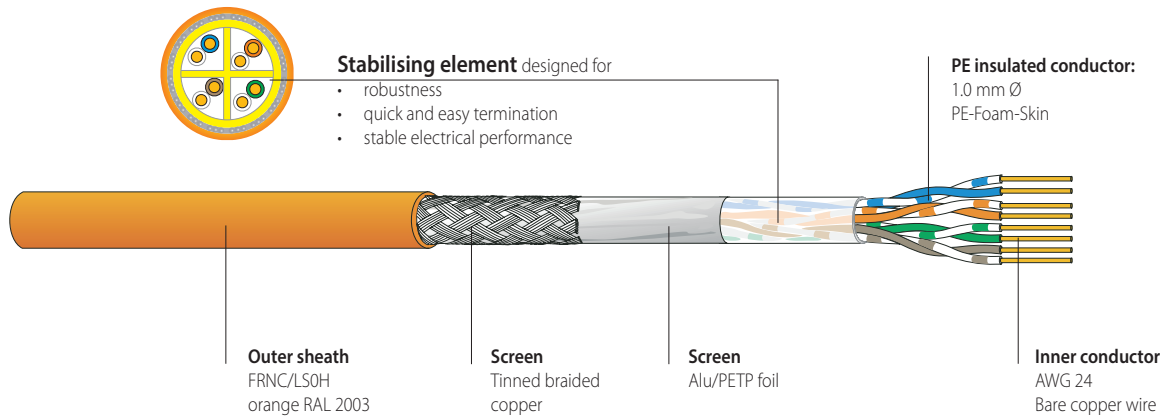 Stabilising element designed for
• robustness
• quick and easy termination
• stable electrical performance
PE insulated conductor:
1.0 mm Ø
PE-Foam-Skin
Outer sheath
FRNC/LS0H
orange RAL 2003
Screen
Tinned braided
copper
Screen
Alu/PETP foil
Inner conductor
AWG 24
Bare copper wire